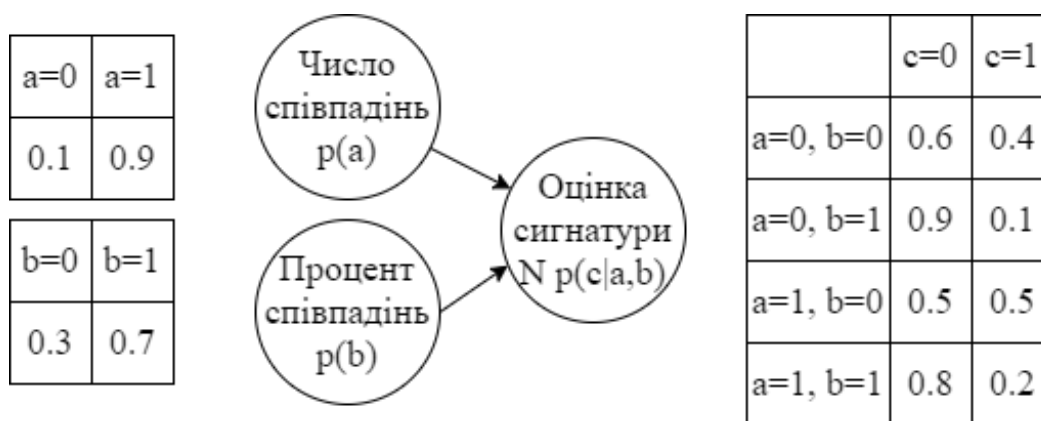 a=0 a=1
0.1 0.9
b=0 b=1
0.3 0.7
Число
співпадінь
p(a)
Процент
співпадінь
p(b)
Оцінка
сигнатури
N p(c|a,b)
c=0 c=1
a=0, b=0 0.6 0.4
a=0, b=1 0.9 0.1
a=1, b=0 0.5 0.5
a=1, b=1 0.8 0.2